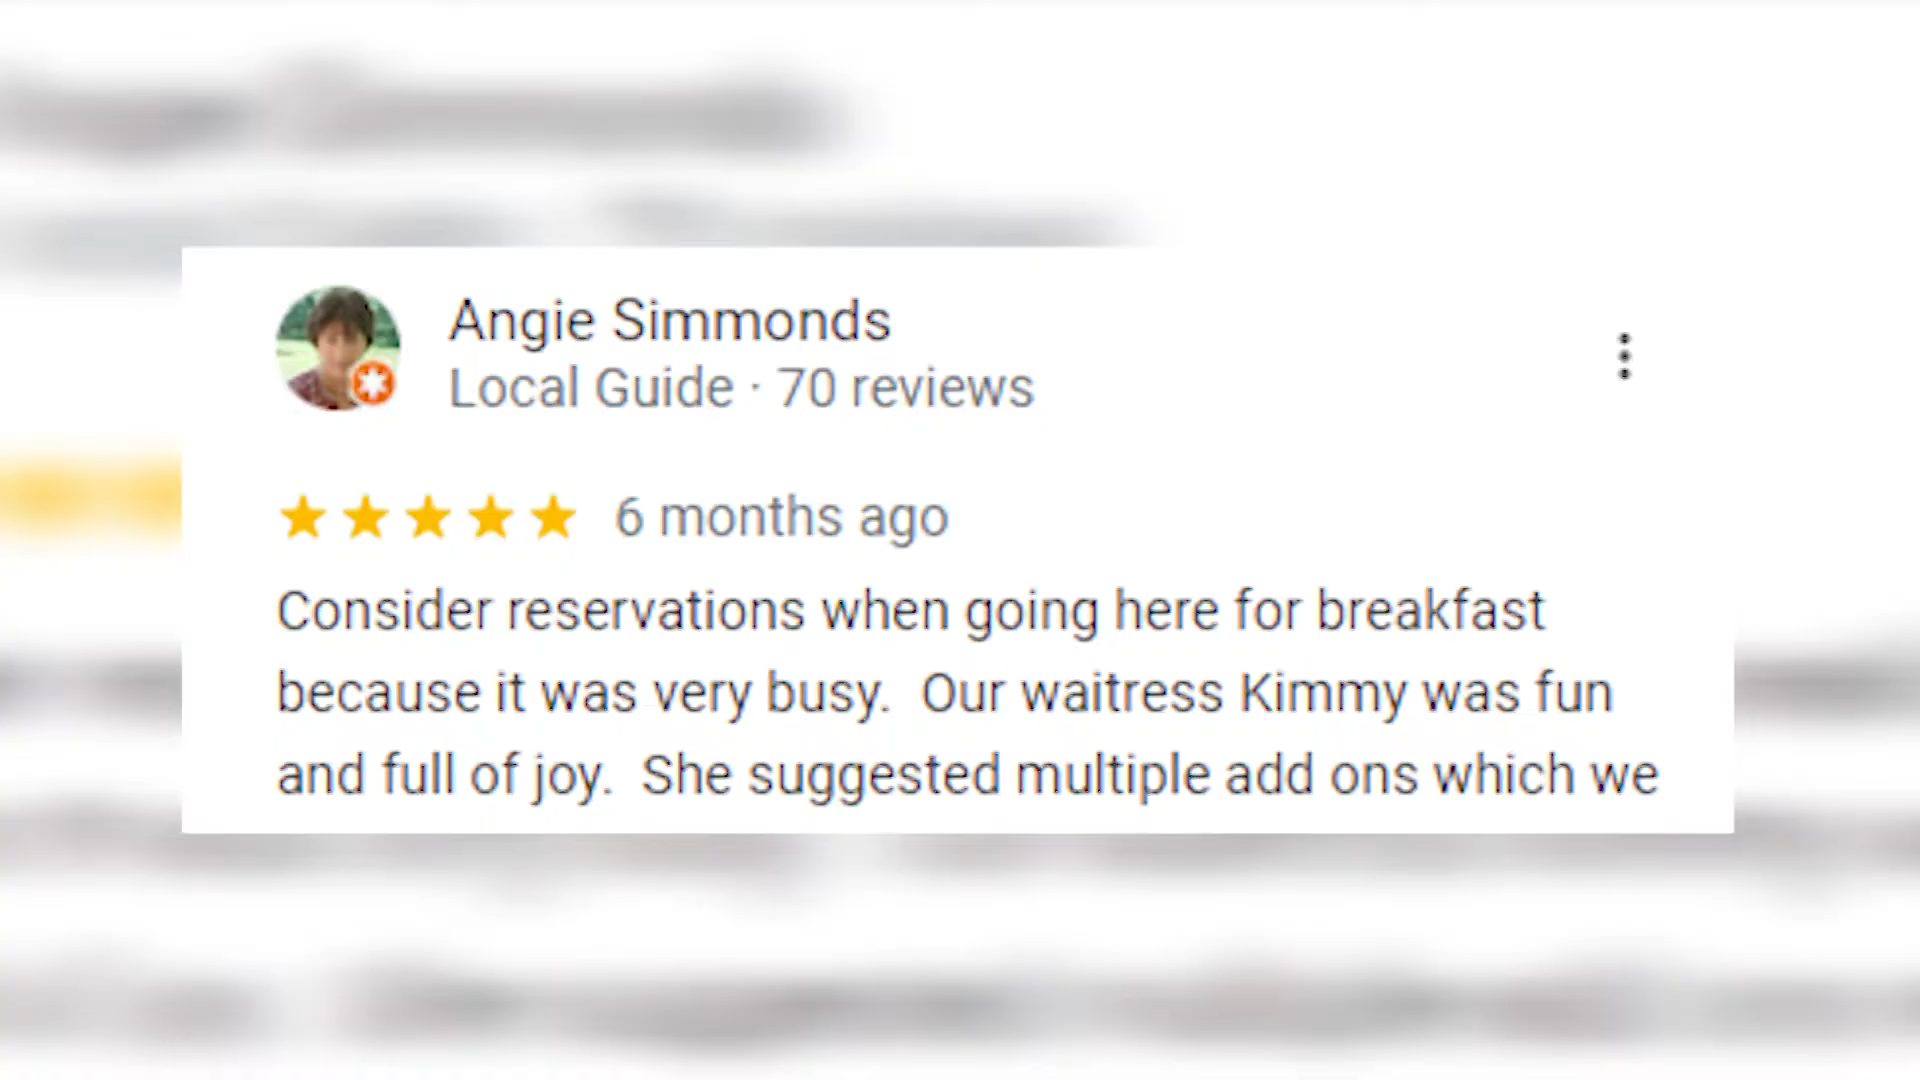 Angie Simmonds
Local Guide · 70 reviews
6 months ago
Consider reservations when going here for breakfast
because it was very busy.  Our waitress Kimmy was fun
and full of joy.  She suggested multiple add ons which we